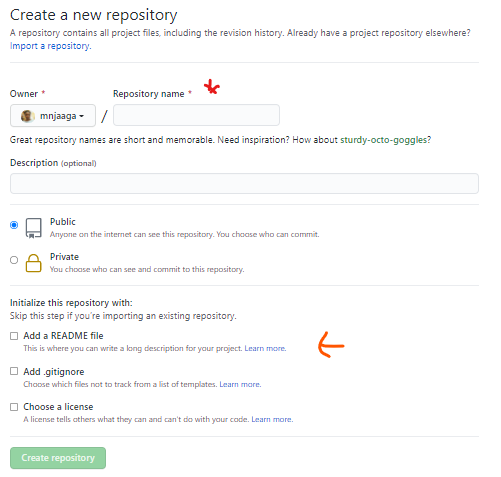 Create a new repository
A repository contains all project files, including the revision history. Already have a project repository elsewhere?
Import a repository.
Owner *
Repository name *
mnjaaga
/
Great repository names are short and memorable. Need inspiration? How about sturdy-octo-goggles?
Description (optional)
Public
Anyone on the internet can see this repository. You choose who can commit.
Private
You choose who can see and commit to this repository.
Initialize this repository with:
Skip this step if you're importing an existing repository.
Add a README file
This is where you can write a long description for your project. Learn more.
Add .gitignore
Choose which files not to track from a list of templates. Learn more.
Choose a license
A license tells others what they can and can't do with your code. Learn more.
Create repository